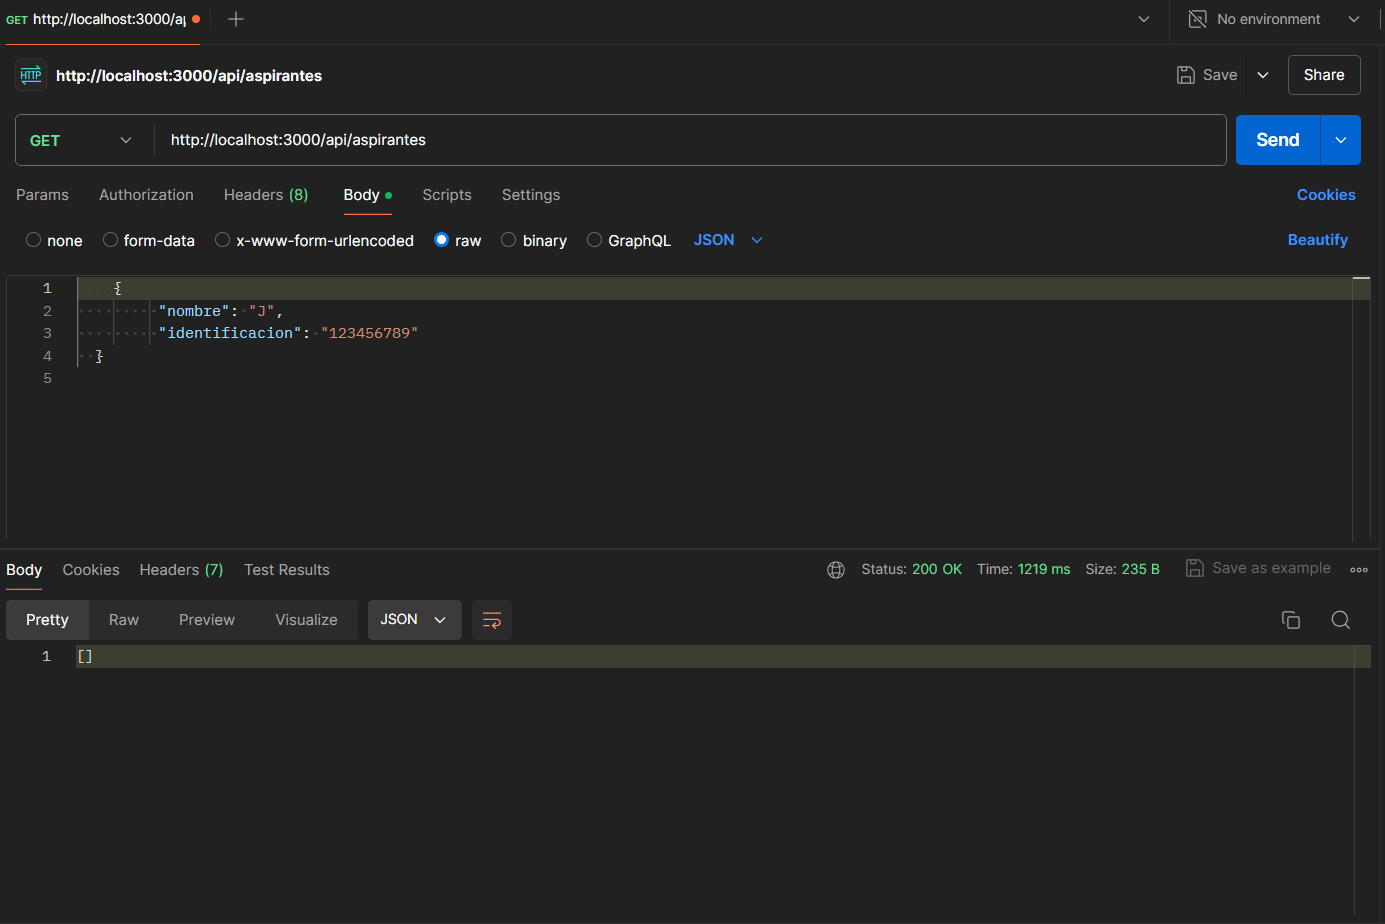 GET http://localhost:3000/a
No environment
HTTP
http://localhost:3000/api/aspirantes
Save
Share
GET
http://localhost:3000/api/aspirantes
Send
Params
Authorization
Headers (8)
Body
Scripts
Settings
Cookies
none
form-data
x-www-form-urlencoded
raw
binary
GraphQL
JSON
Beautify
1 {
2 "nombre": "J",
3 "identificacion": "123456789"
4 }
5
Body
Cookies
Headers (7)
Test Results
Status: 200 OK
Time: 1219 ms
Size: 235 B
Save as example
Pretty
Raw
Preview
Visualize
JSON
1 []